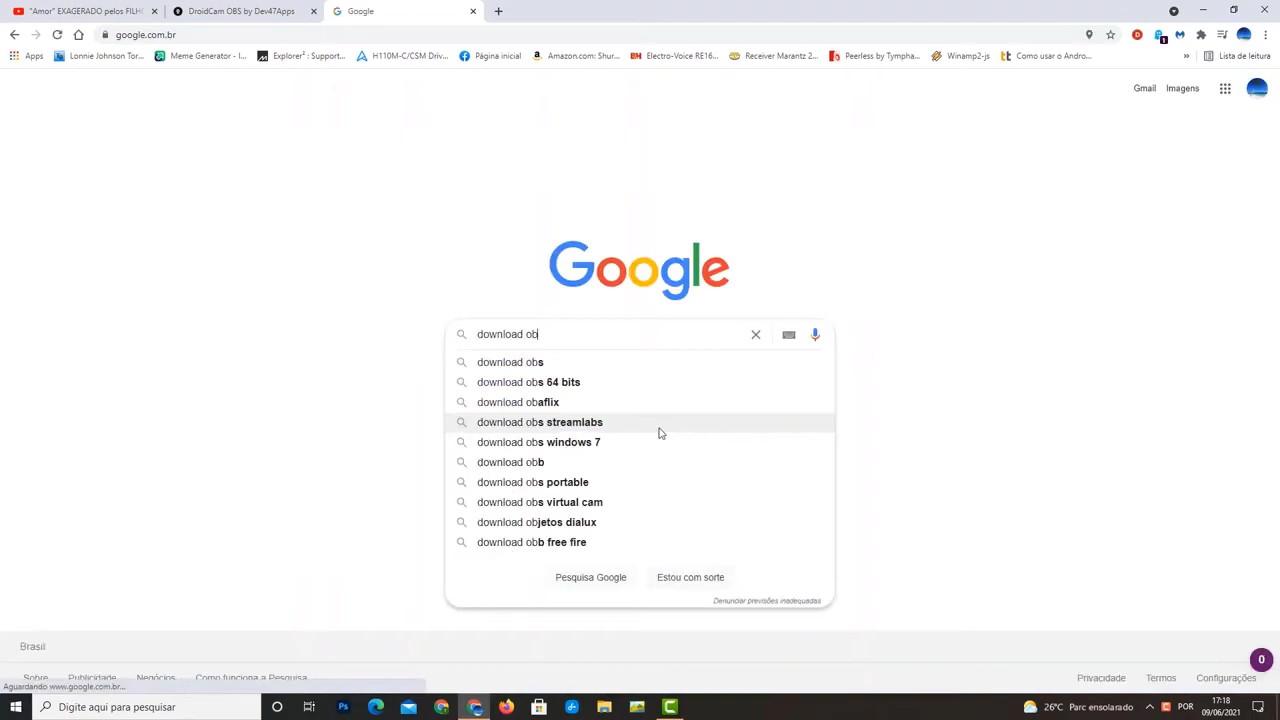 "Amor" EXAGERADO pelos FILH
DroidCam OBS by Dev47Apps
Google
google.com.br
1
Apps
Lonnie Johnson Tor...
Meme Generator - I...
Explorer² : Support...
H110M-C/CSM Driv...
Página inicial
Amazon.com: Shur...
Electro-Voice RE16...
Receiver Marantz 2...
Peerless by Tympha...
Winamp2-js
Como usar o Andro...
»
Lista de leitura
Gmail
Imagens
Google
download ob
download obs
download obs 64 bits
download obaflix
download obs streamlabs
download obs windows 7
download obb
download obs portable
download obs virtual cam
download objetos dialux
download obb free fire
Pesquisa Google
Estou com sorte
Denunciar previsões inadequadas
Brasil
0
Sobre
Publicidade
Negócios
Como funciona a Pesquisa
Privacidade
Termos
Configurações
Aguardando www.google.com.br...
Digite aqui para pesquisar
Ps
26°C Parc ensolarado
POR
17:18
09/06/2021